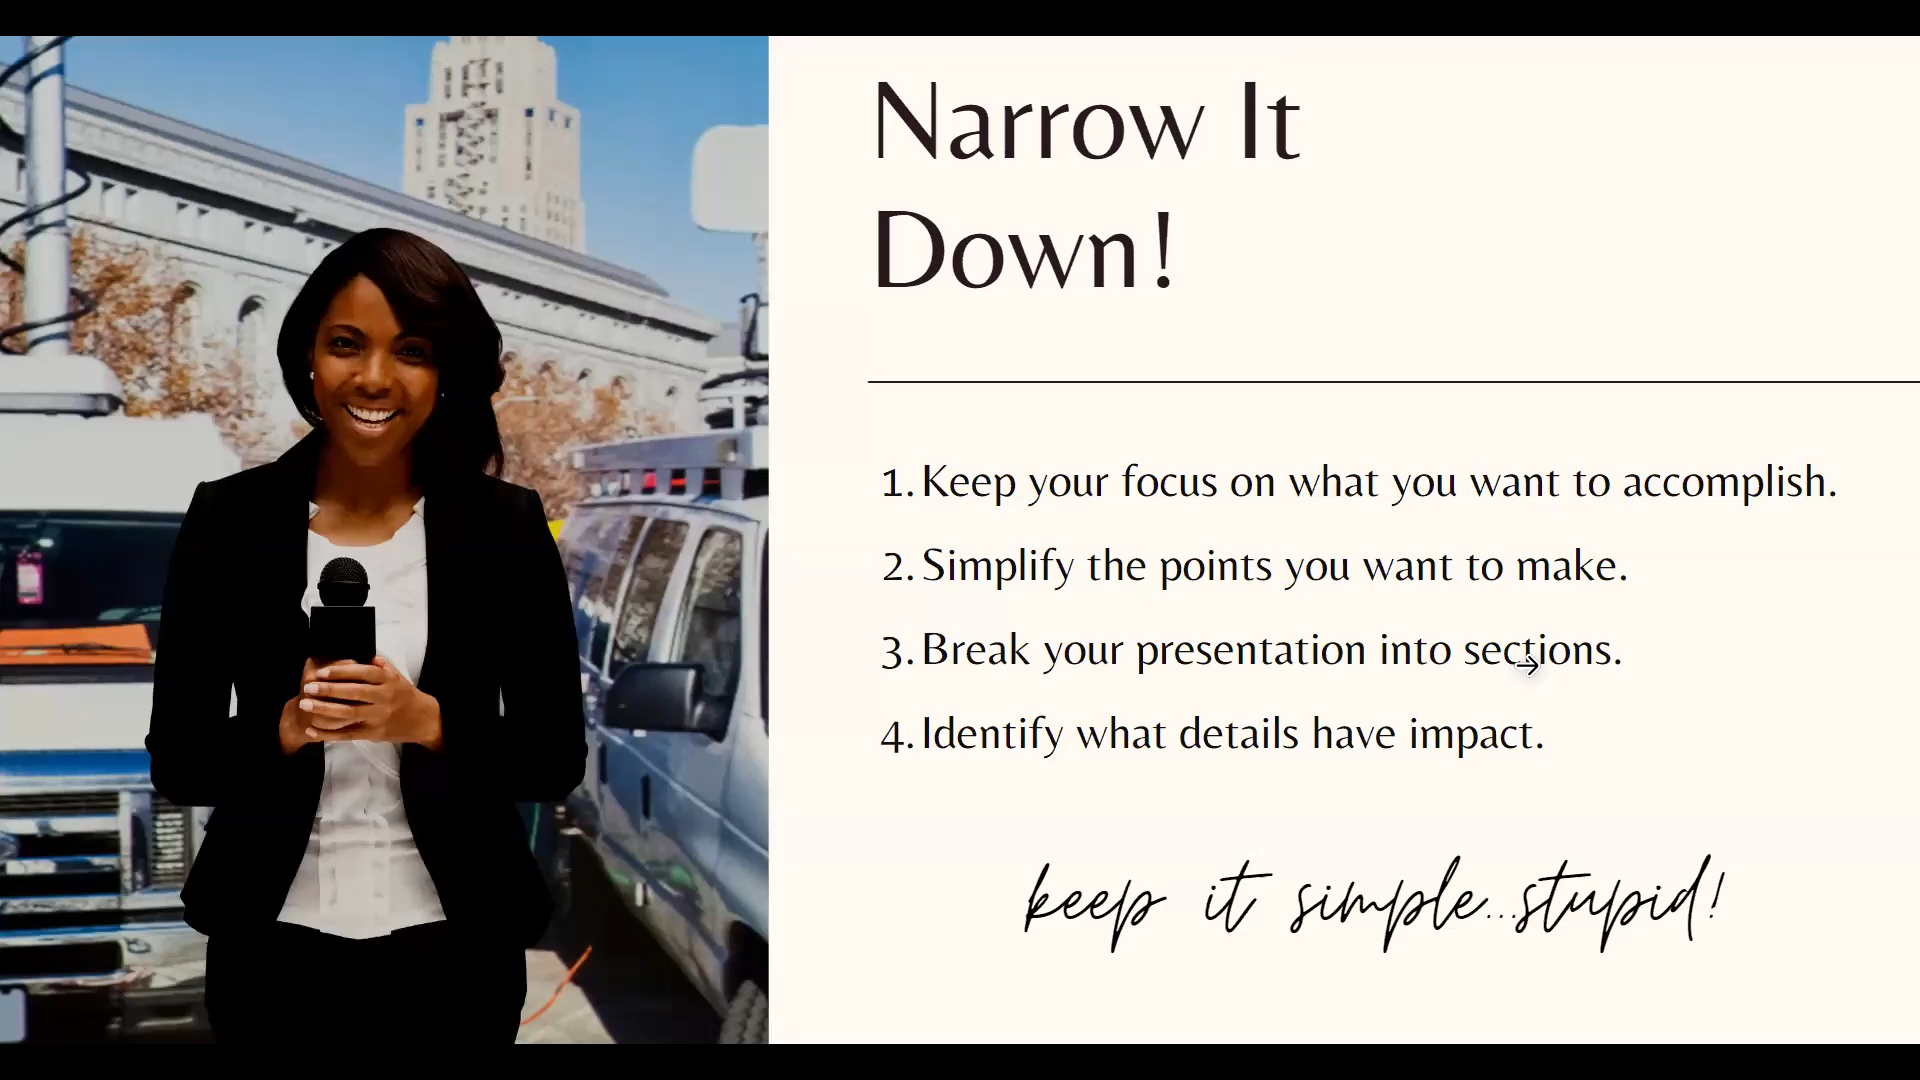 Narrow It
Down!
1. Keep your focus on what you want to accomplish.
2. Simplify the points you want to make.
3. Break your presentation into sections.
4. Identify what details have impact.
keep it simple...stupid!